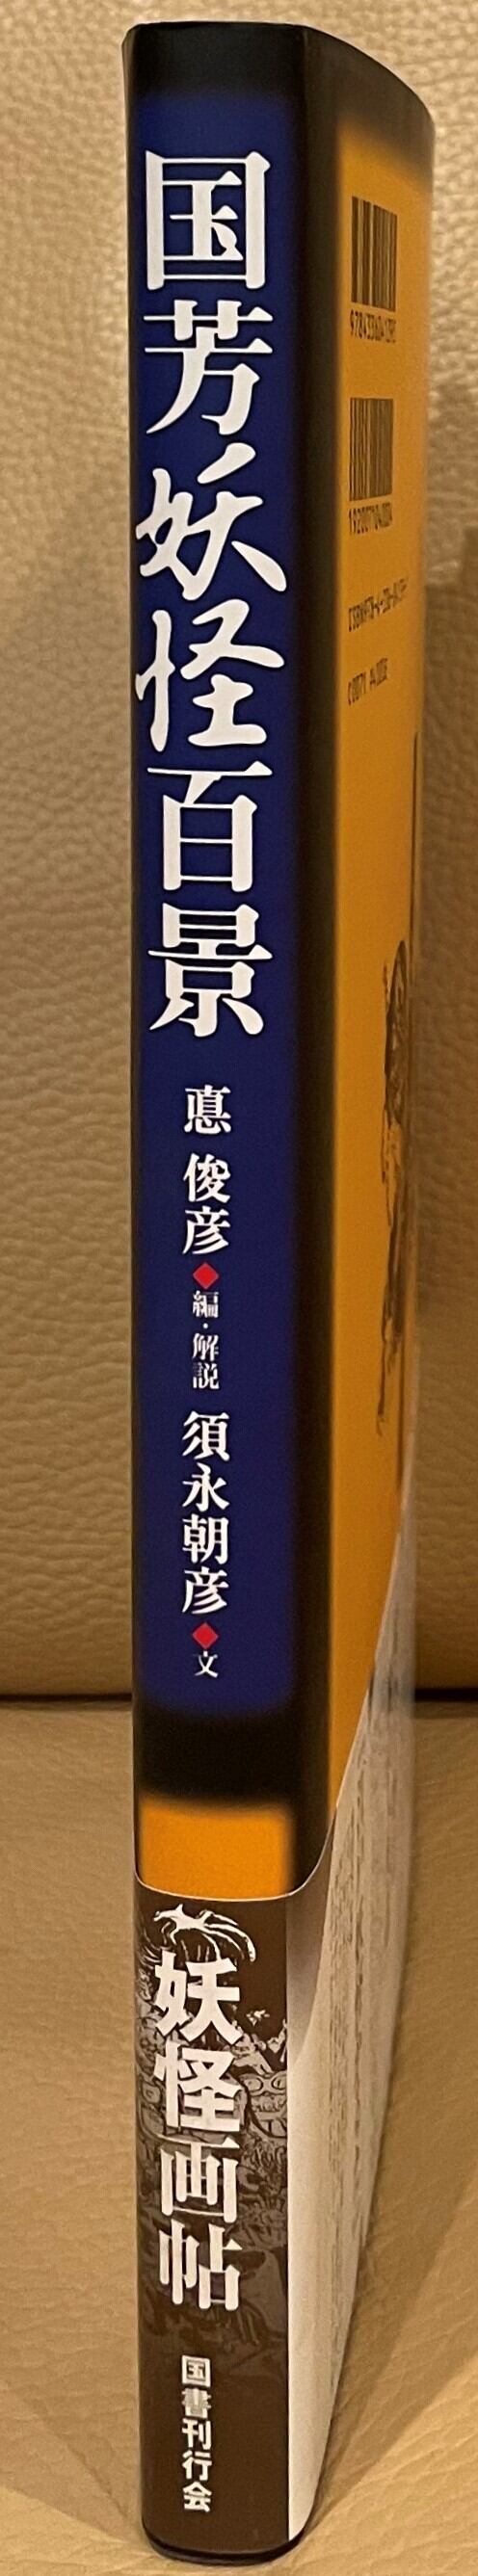 国芳妖怪百景
悳俊彦◆編・解説 須永朝彦◆文
妖怪画帖
国書刊行会